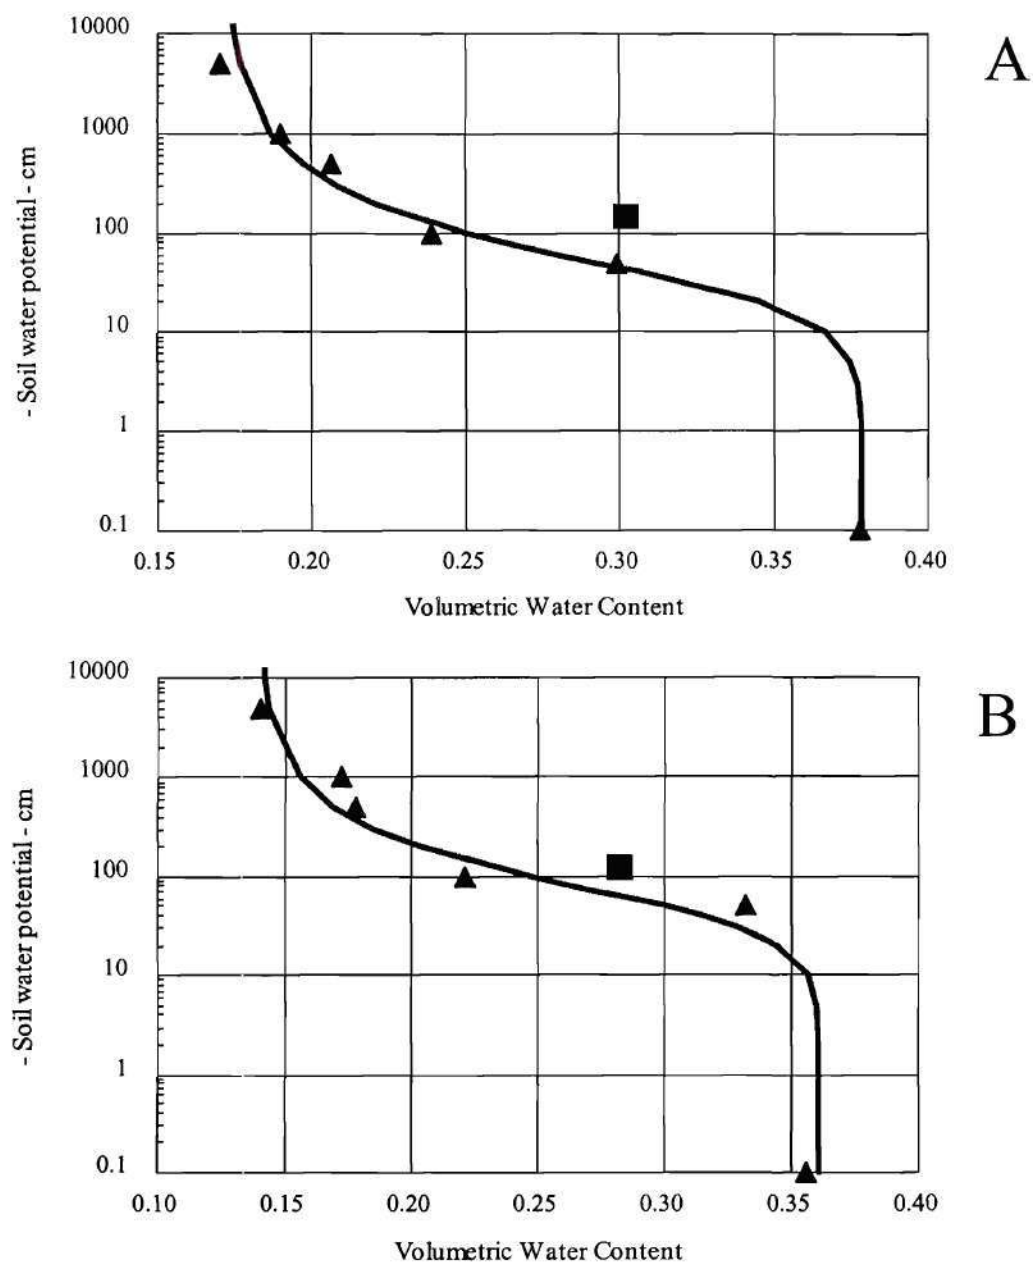 10000
A
1000
100
10
1
0.1
- Soil water potential - cm
0.15 0.20 0.25 0.30 0.35 0.40
Volumetric Water Content
10000
B
1000
100
10
1
0.1
- Soil water potential - cm
0.10 0.15 0.20 0.25 0.30 0.35 0.40
Volumetric Water Content